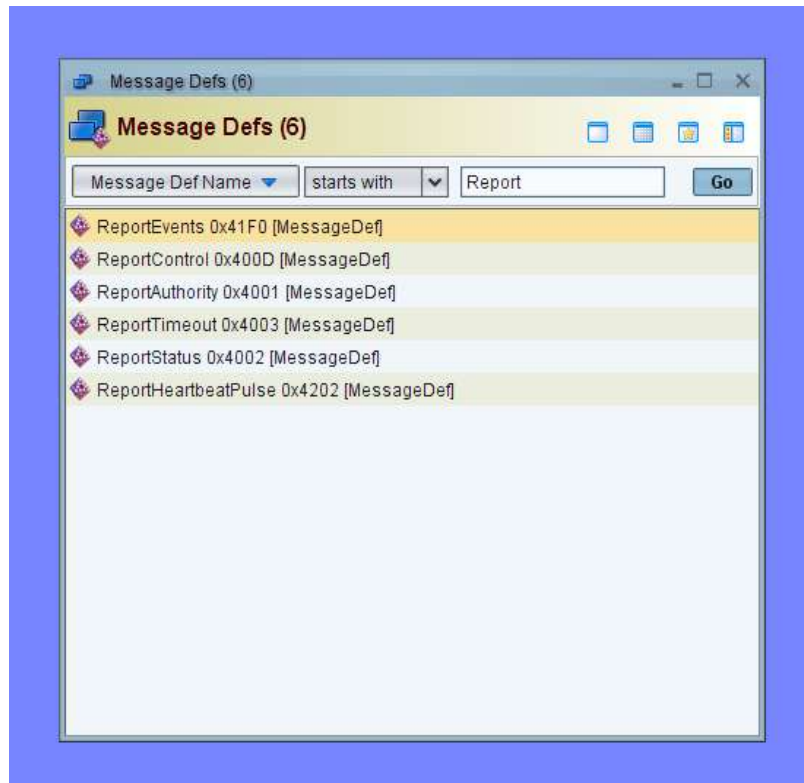 Message Defs (6)
Message Defs (6)
Message Def Name starts with Report Go
ReportEvents 0x41F0 [MessageDef]
ReportControl 0x400D [MessageDef]
ReportAuthority 0x4001 [MessageDef]
ReportTimeout 0x4003 [MessageDef]
ReportStatus 0x4002 [MessageDef]
ReportHeartbeatPulse 0x4202 [MessageDef]